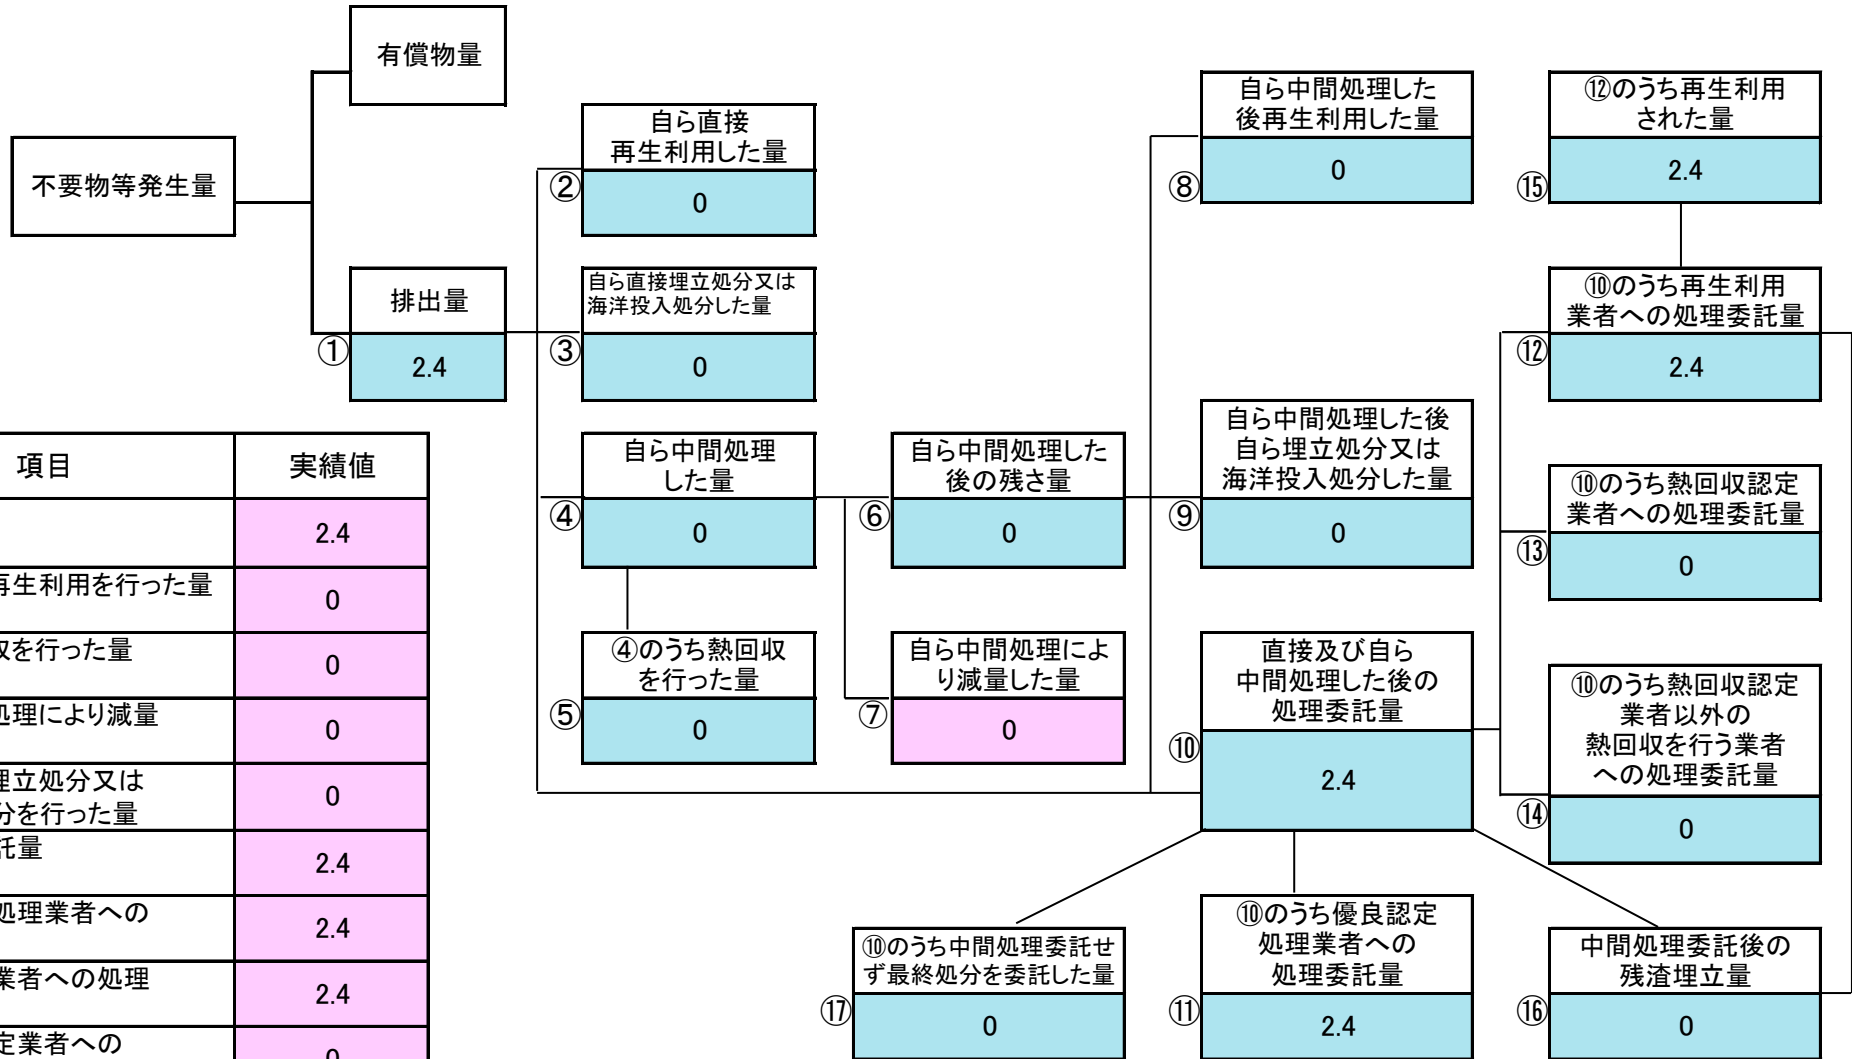 有償物量
不要物等発生量
排出量
①
2.4
自ら直接
再生利用した量
②
0
自ら直接埋立処分又は
海洋投入処分した量
③
0
自ら中間処理
した量
④
0
④のうち熱回収
を行った量
⑤
0
自ら中間処理した
後の残さ量
⑥
0
自ら中間処理によ
り減量した量
⑦
0
自ら中間処理した
後再生利用した量
⑧
0
自ら中間処理した後
自ら埋立処分又は
海洋投入処分した量
⑨
0
直接及び自ら
中間処理した後の
処理委託量
⑩
2.4
⑩のうち優良認定
処理業者への
処理委託量
⑪
2.4
⑩のうち中間処理委託せ
ず最終処分を委託した量
⑰
0
⑫のうち再生利用
された量
⑮
2.4
⑩のうち再生利用
業者への処理委託量
⑫
2.4
⑩のうち熱回収認定
業者への処理委託量
⑬
0
⑩のうち熱回収認定
業者以外の
熱回収を行う業者
への処理委託量
⑭
0
中間処理委託後の
残渣埋立量
⑯
0
項目 実績値
2.4
再生利用を行った量 0
収を行った量 0
処理により減量 0
埋立処分又は
分を行った量 0
託量 2.4
処理業者への 2.4
業者への処理 2.4
定業者への 0